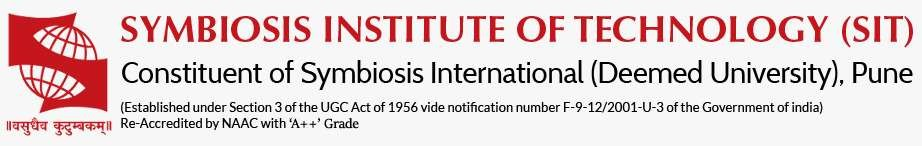 SYMBIOSIS INSTITUTE OF TECHNOLOGY (SIT)
Constituent of Symbiosis International (Deemed University), Pune
(Established under Section 3 of the UGC Act of 1956 vide notification number F-9-12/2001-U-3 of the Government of india)
Re-Accredited by NAAC with ‘A++’ Grade
॥वसुधैव कुटुम्बकम्॥